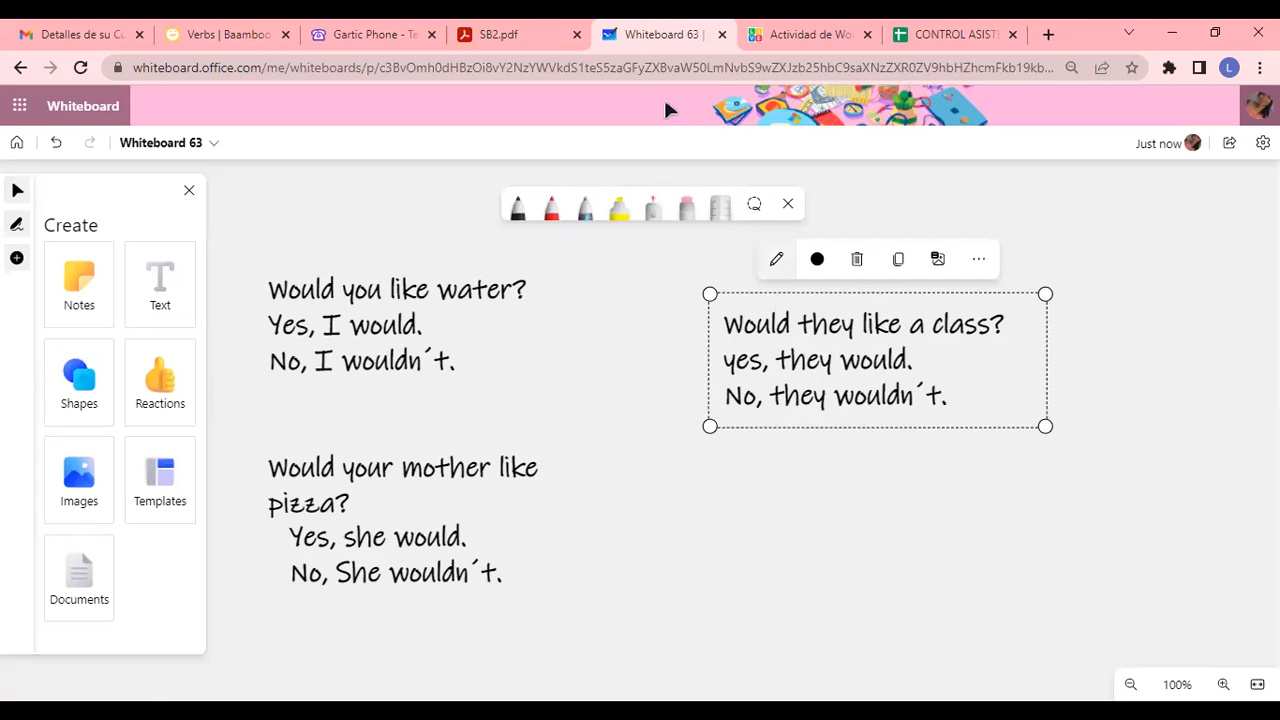 Detalles de su Cu
Verbs | Baamboo
Gartic Phone - Te
SB2.pdf
Whiteboard 63 |
Actividad de Wo
CONTROL ASIST
whiteboard.office.com/me/whiteboards/p/c3BvOmh0dHBzOi8vY2NzYWVkdS1teS5zaGFyZXBvaW50LmNvbS9wZXJzb25hbC9saXNzZXR0ZV9hbHZhcmFkb19kb...
L
Whiteboard
Whiteboard 63
Just now
Create
Notes
Text
Shapes
Reactions
Images
Templates
Documents
Would you like water?
Yes, I would.
No, I wouldn´t.
Would your mother like
pizza?
Yes, she would.
No, She wouldn´t.
Would they like a class?
yes, they would.
No, they wouldn´t.
100%